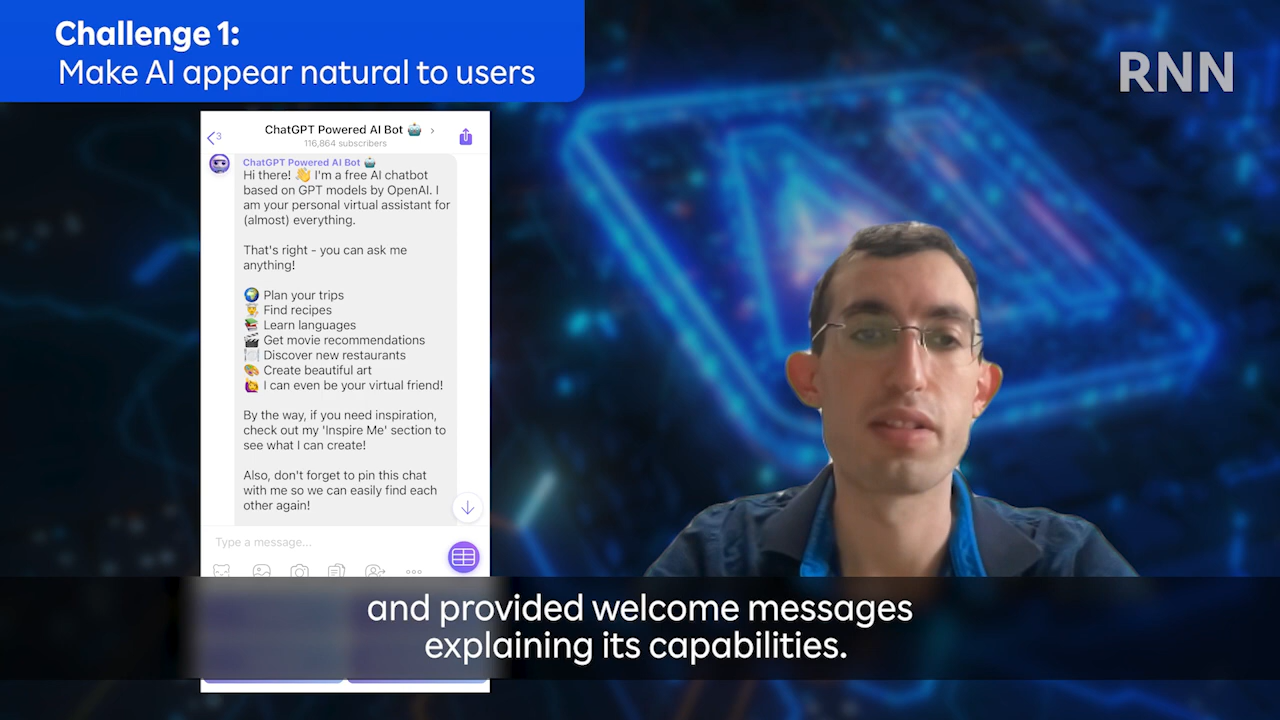 Challenge 1:
Make AI appear natural to users
RNN
3
ChatGPT Powered AI Bot 🤖 >
116,864 subscribers
ChatGPT Powered AI Bot 🤖
Hi there! 👋 I'm a free AI chatbot
based on GPT models by OpenAI. I
am your personal virtual assistant for
(almost) everything.
That's right - you can ask me
anything!
🌍 Plan your trips
👨‍🍳 Find recipes
📚 Learn languages
🎬 Get movie recommendations
🍽️ Discover new restaurants
🎨 Create beautiful art
🙋 I can even be your virtual friend!
By the way, if you need inspiration,
check out my 'Inspire Me' section to
see what I can create!
Also, don't forget to pin this chat
with me so we can easily find each
other again!
Type a message...
and provided welcome messages
explaining its capabilities.